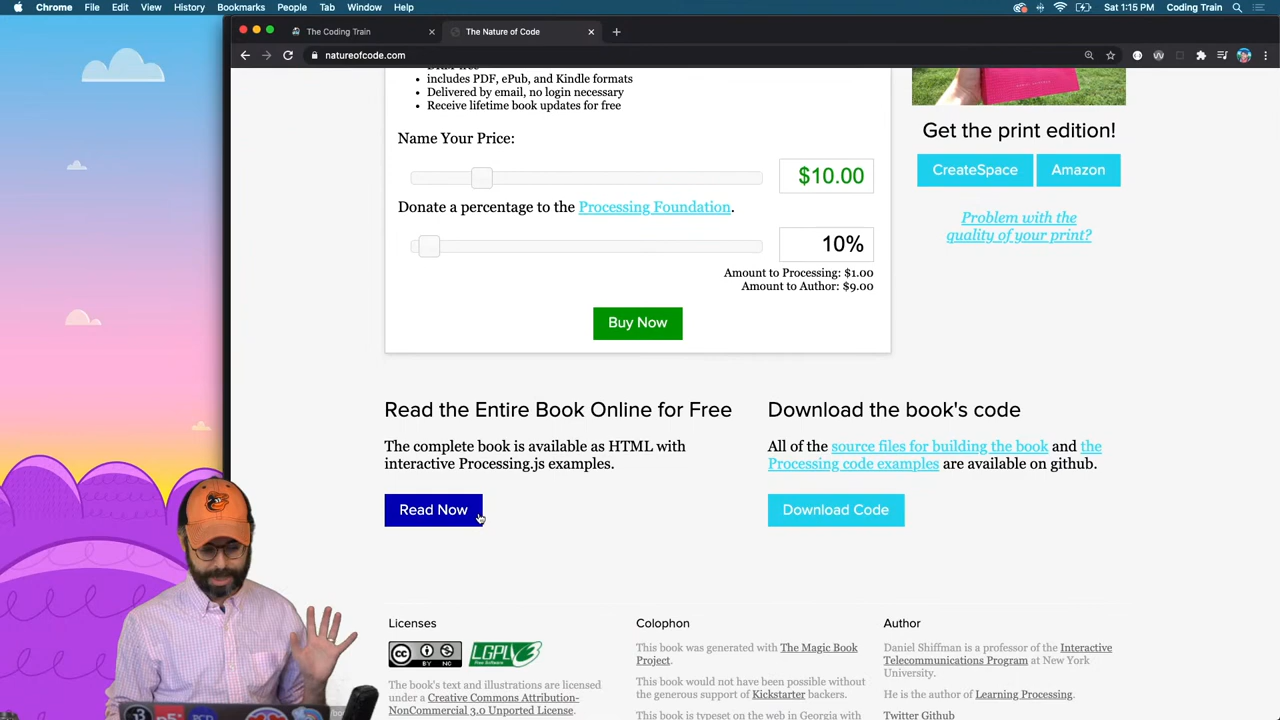 Chrome File Edit View History Bookmarks People Tab Window Help
Sat 1:15 PM Coding Train
The Coding Train
The Nature of Code
natureofcode.com
includes PDF, ePub, and Kindle formats
Delivered by email, no login necessary
Receive lifetime book updates for free
Name Your Price:
$10.00
Donate a percentage to the Processing Foundation.
10%
Amount to Processing: $1.00
Amount to Author: $9.00
Buy Now
Get the print edition!
CreateSpace Amazon
Problem with the
quality of your print?
Read the Entire Book Online for Free
The complete book is available as HTML with
interactive Processing.js examples.
Read Now
Download the book's code
All of the source files for building the book and the
Processing code examples are available on github.
Download Code
Licenses
CC BY NC
LGPL
Free Software
The book's text and illustrations are licensed
under a Creative Commons Attribution-
NonCommercial 3.0 Unported License.
Colophon
This book was generated with The Magic Book
Project.
This book would not have been possible without
the generous support of Kickstarter backers.
This book is typeset on the web in Georgia with
Author
Daniel Shiffman is a professor of the Interactive
Telecommunications Program at New York
University.
He is the author of Learning Processing.
Twitter Github